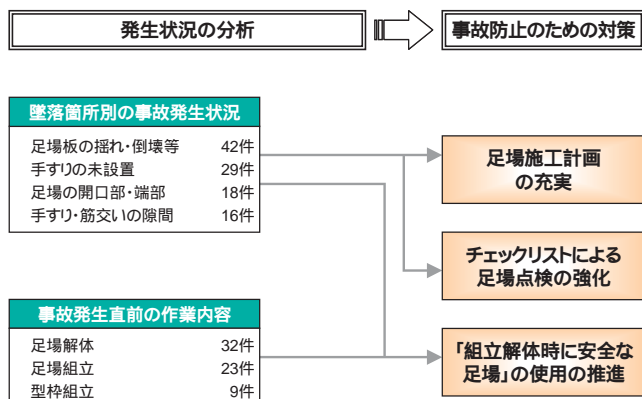 発生状況の分析
事故防止のための対策
墜落箇所別の事故発生状況
足場板の揺れ・倒壊等 42件
手すりの未設置 29件
足場の開口部・端部 18件
手すり・筋交いの隙間 16件
事故発生直前の作業内容
足場解体 32件
足場組立 23件
型枠組立 9件
足場施工計画
の充実
チェックリストによる
足場点検の強化
「組立解体時に安全な
足場」の使用の推進